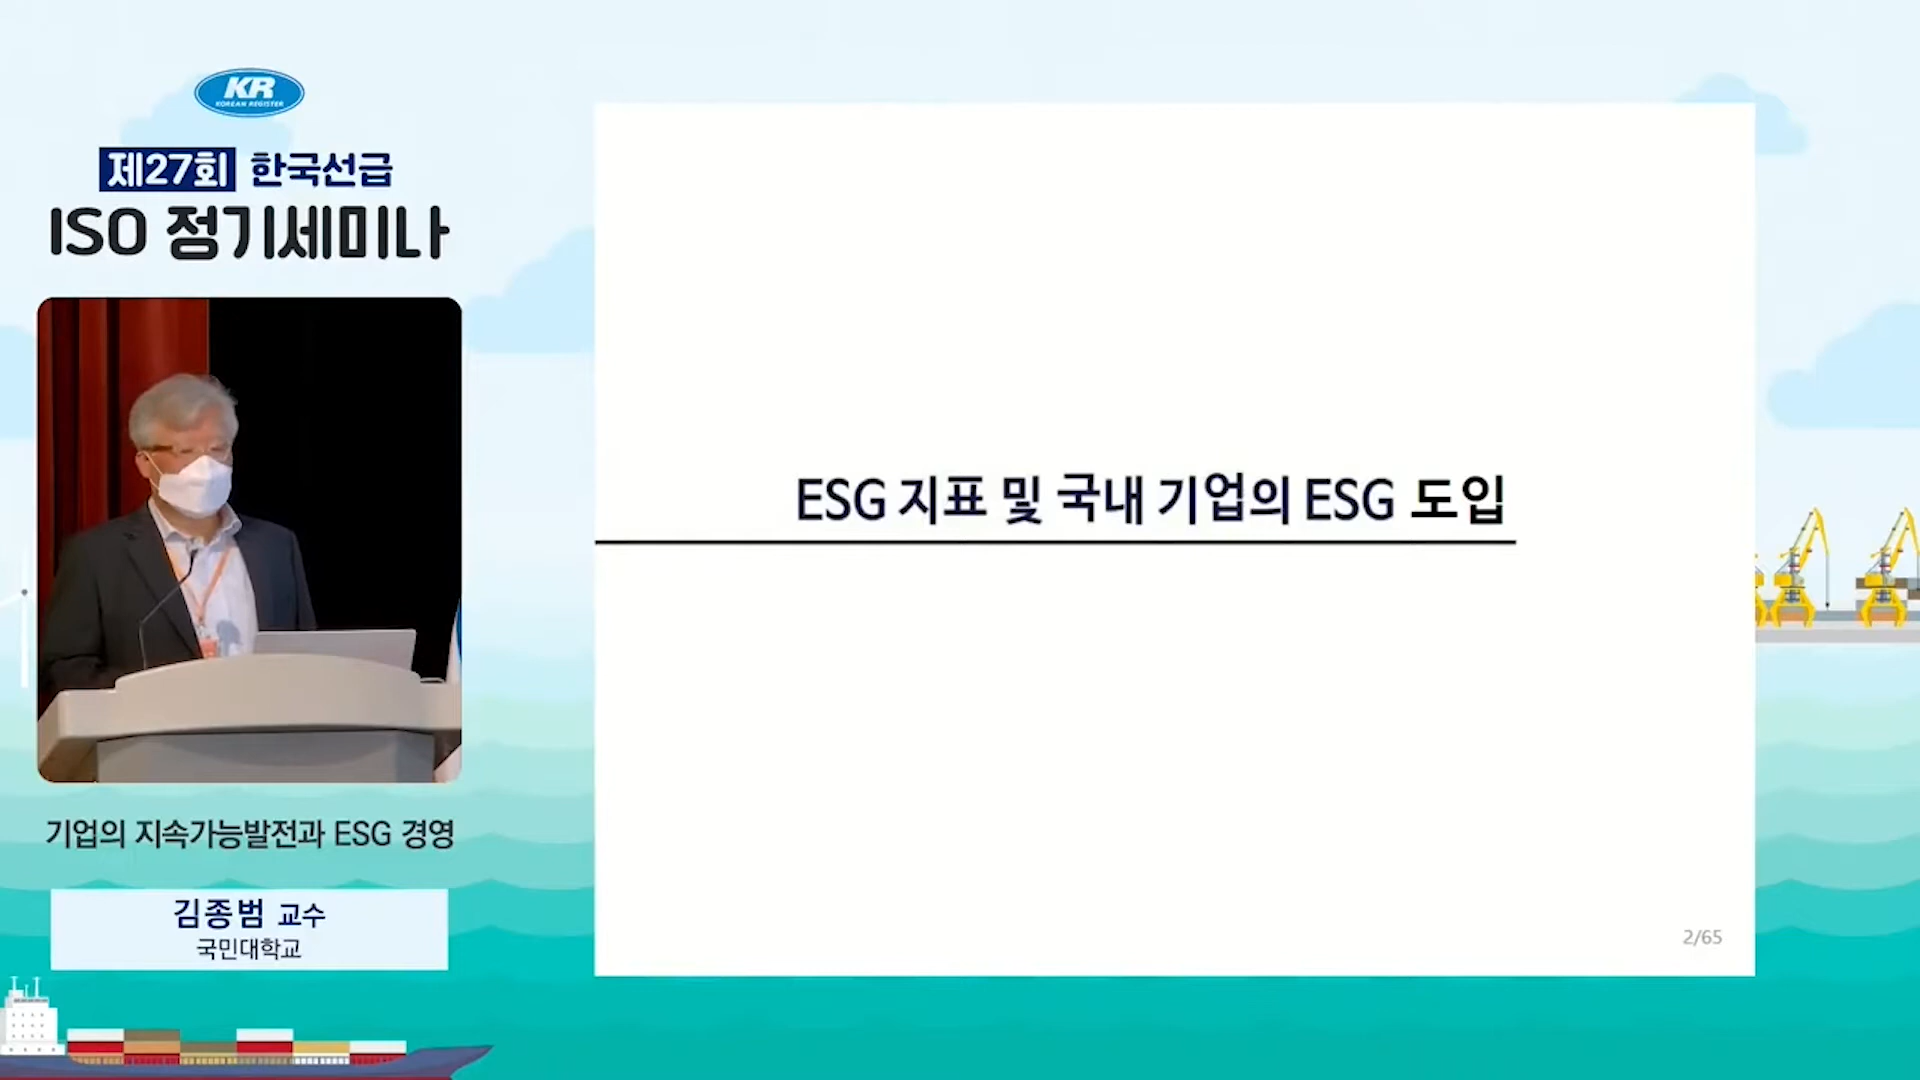 KR
KOREAN REGISTER
제27회 한국선급
ISO 정기세미나
기업의 지속가능발전과 ESG 경영
김종범 교수
국민대학교
ESG 지표 및 국내 기업의 ESG 도입
2/65